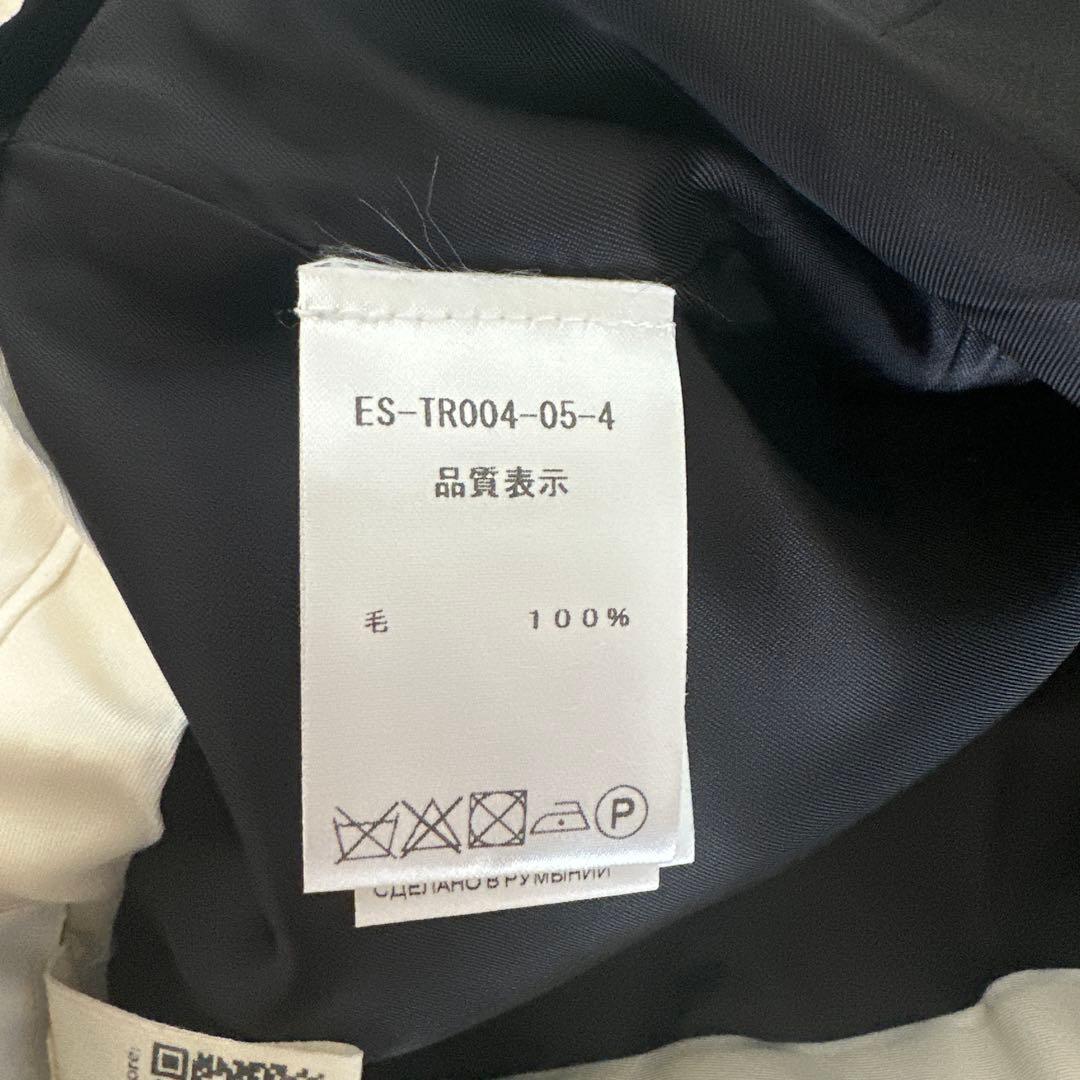 ES-TR004-05-4
品質表示
毛 100%
P
СДЕЛАНО В РУМЫНИИ